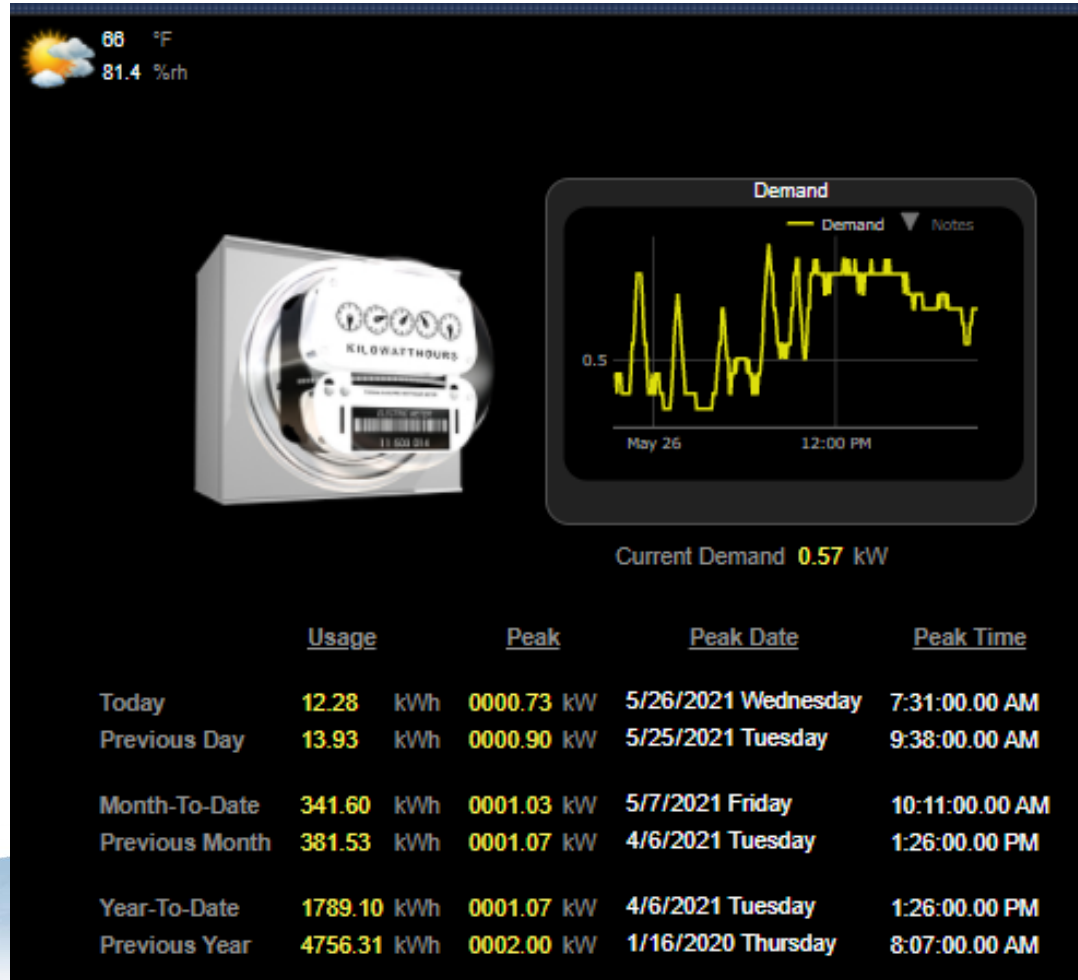 66 °F
81.4 %rh
Demand
Demand Notes
KILOWATTHOURS
0.5
May 26 12:00 PM
ELECTRIC METER
Current Demand 0.57 kW
Usage Peak Peak Date Peak Time
Today 12.28 kWh 0000.73 kW 5/26/2021 Wednesday 7:31:00.00 AM
Previous Day 13.93 kWh 0000.90 kW 5/25/2021 Tuesday 9:38:00.00 AM
Month-To-Date 341.60 kWh 0001.03 kW 5/7/2021 Friday 10:11:00.00 AM
Previous Month 381.53 kWh 0001.07 kW 4/6/2021 Tuesday 1:26:00.00 PM
Year-To-Date 1789.10 kWh 0001.07 kW 4/6/2021 Tuesday 1:26:00.00 PM
Previous Year 4756.31 kWh 0002.00 kW 1/16/2020 Thursday 8:07:00.00 AM